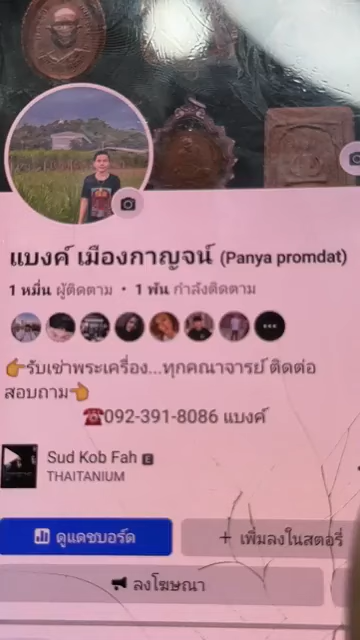 แบงค์ เมืองกาญจน์ (Panya promdat)
1 หมื่น ผู้ติดตาม • 1 พัน กำลังติดตาม
👉รับเช่าพระเครื่อง...ทุกคณาจารย์ ติดต่อ
สอบถาม👈
☎️092-391-8086 แบงค์
Sud Kob Fah E
THAITANIUM
ดูแดชบอร์ด
+ เพิ่มลงในสตอรี่
ลงโฆษณา